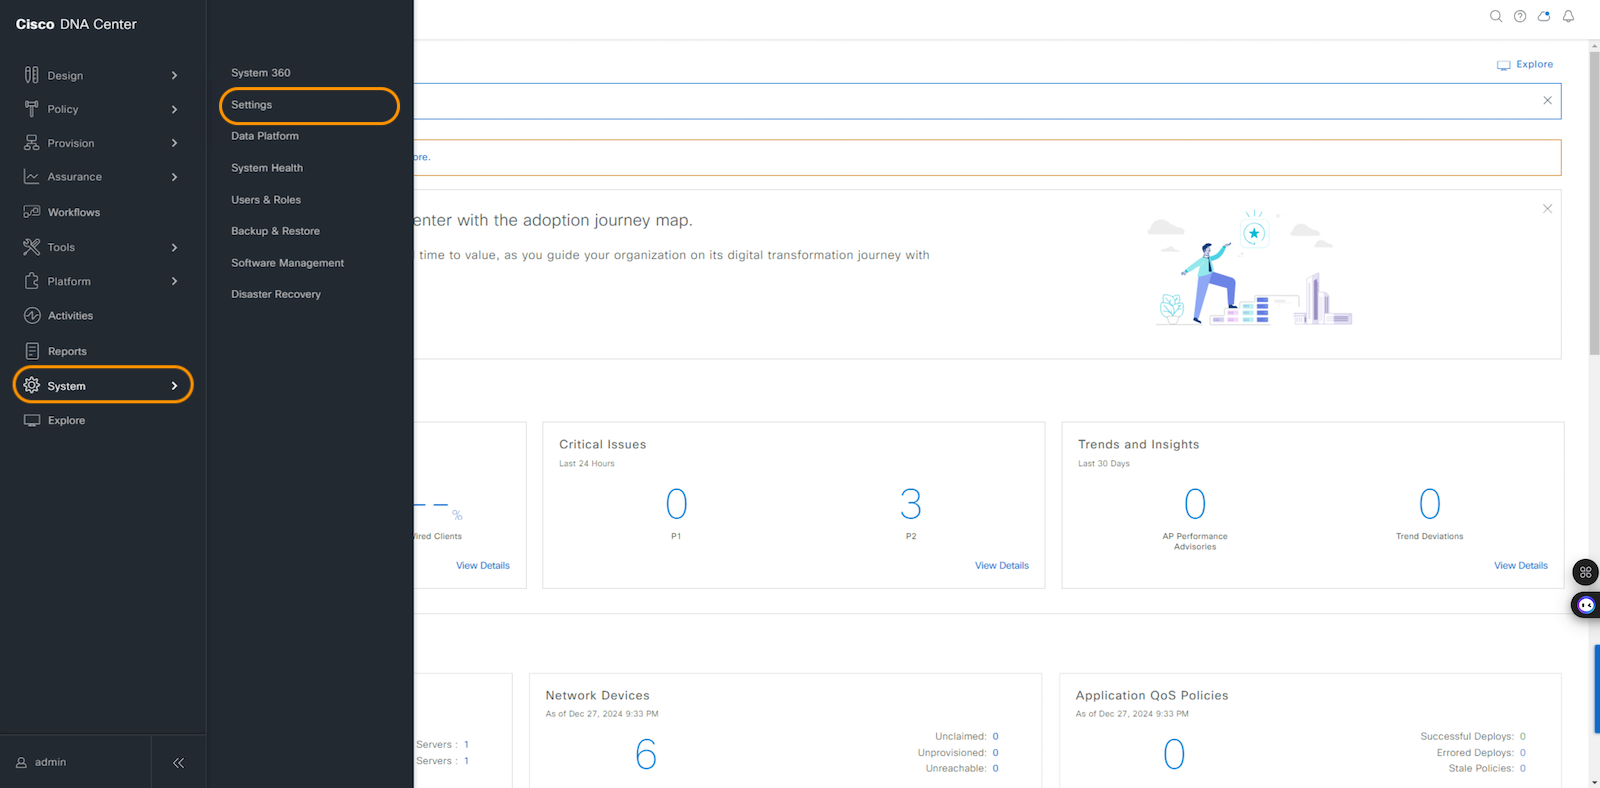 Cisco DNA Center
Design
Policy
Provision
Assurance
Workflows
Tools
Platform
Activities
Reports
System
Explore
admin
System 360
Settings
Data Platform
System Health
Users & Roles
Backup & Restore
Software Management
Disaster Recovery
Explore
ore.
enter with the adoption journey map.
time to value, as you guide your organization on its digital transformation journey with
%
ired Clients
View Details
Critical Issues
Last 24 Hours
0 3
P1 P2
View Details
Trends and Insights
Last 30 Days
0 0
AP Performance
Advisories
Trend Deviations
View Details
Servers : 1
Servers : 1
Network Devices
As of Dec 27, 2024 9:33 PM
6
Unclaimed: 0
Unprovisioned: 0
Unreachable: 0
Application QoS Policies
As of Dec 27, 2024 9:33 PM
0
Successful Deploys: 0
Errored Deploys: 0
Stale Policies: 0